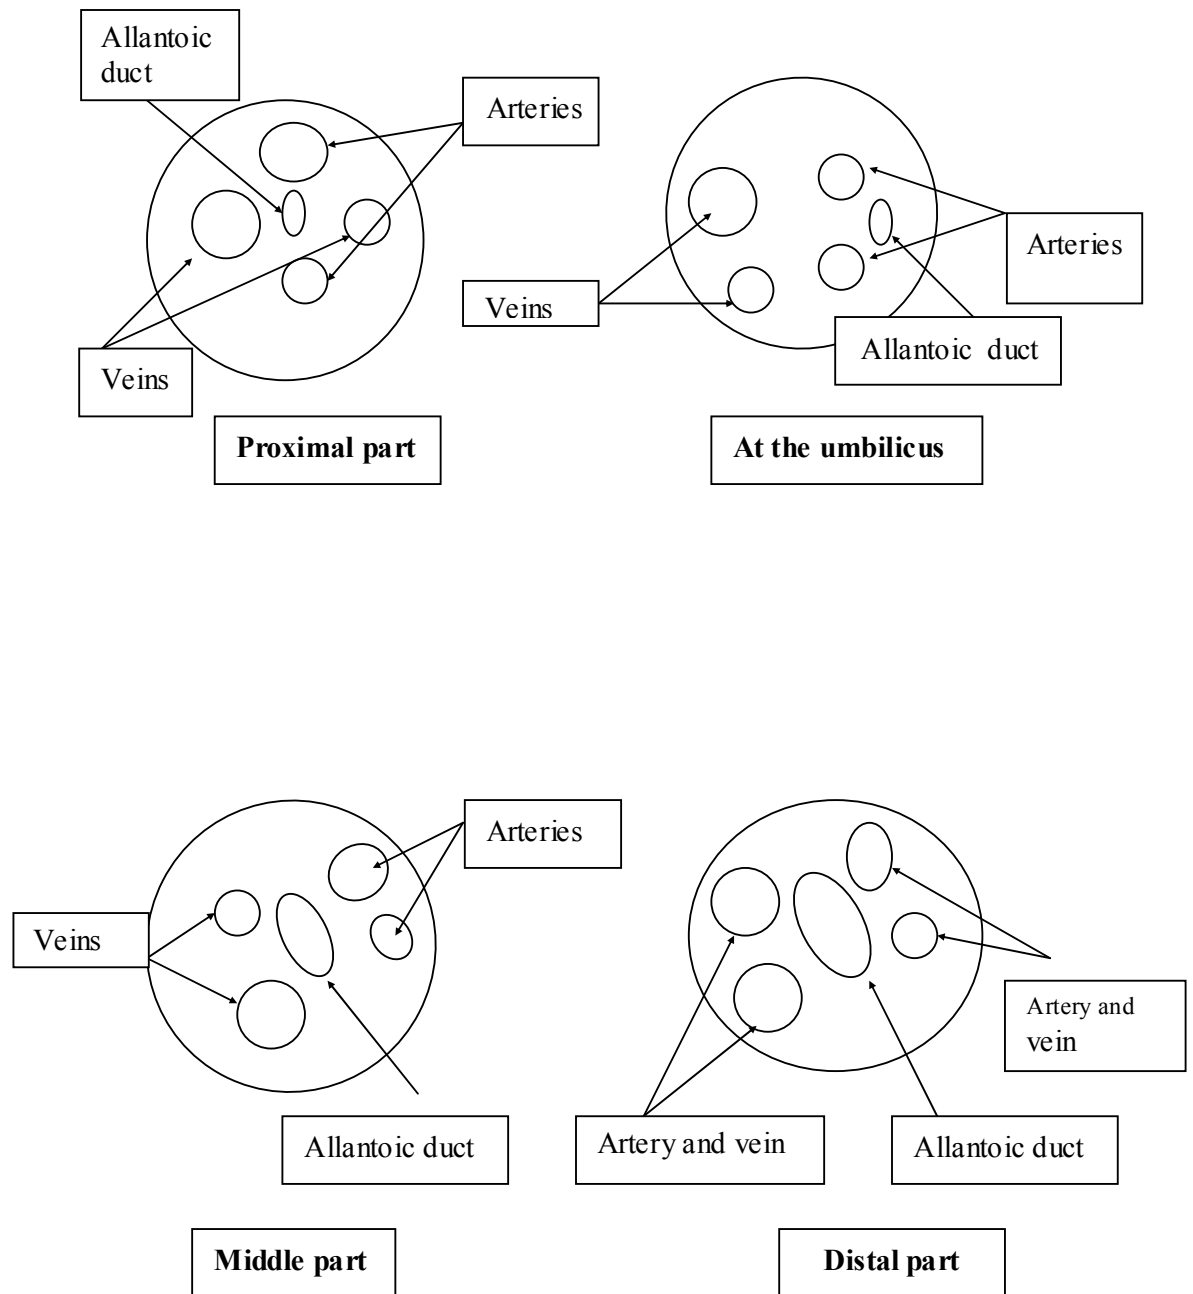 Allantoic
duct
Arteries
Veins
Proximal part
Arteries
Veins
Allantoic duct
At the umbilicus
Arteries
Veins
Allantoic duct
Middle part
Artery and
vein
Artery and vein
Allantoic duct
Distal part